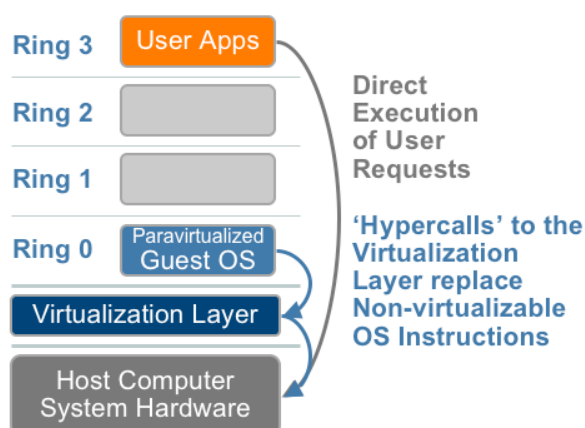 Ring 3
User Apps
Ring 2
Ring 1
Ring 0
Paravirtualized
Guest OS
Virtualization Layer
Host Computer
System Hardware
Direct
Execution
of User
Requests
‘Hypercalls’ to the
Virtualization
Layer replace
Non-virtualizable
OS Instructions